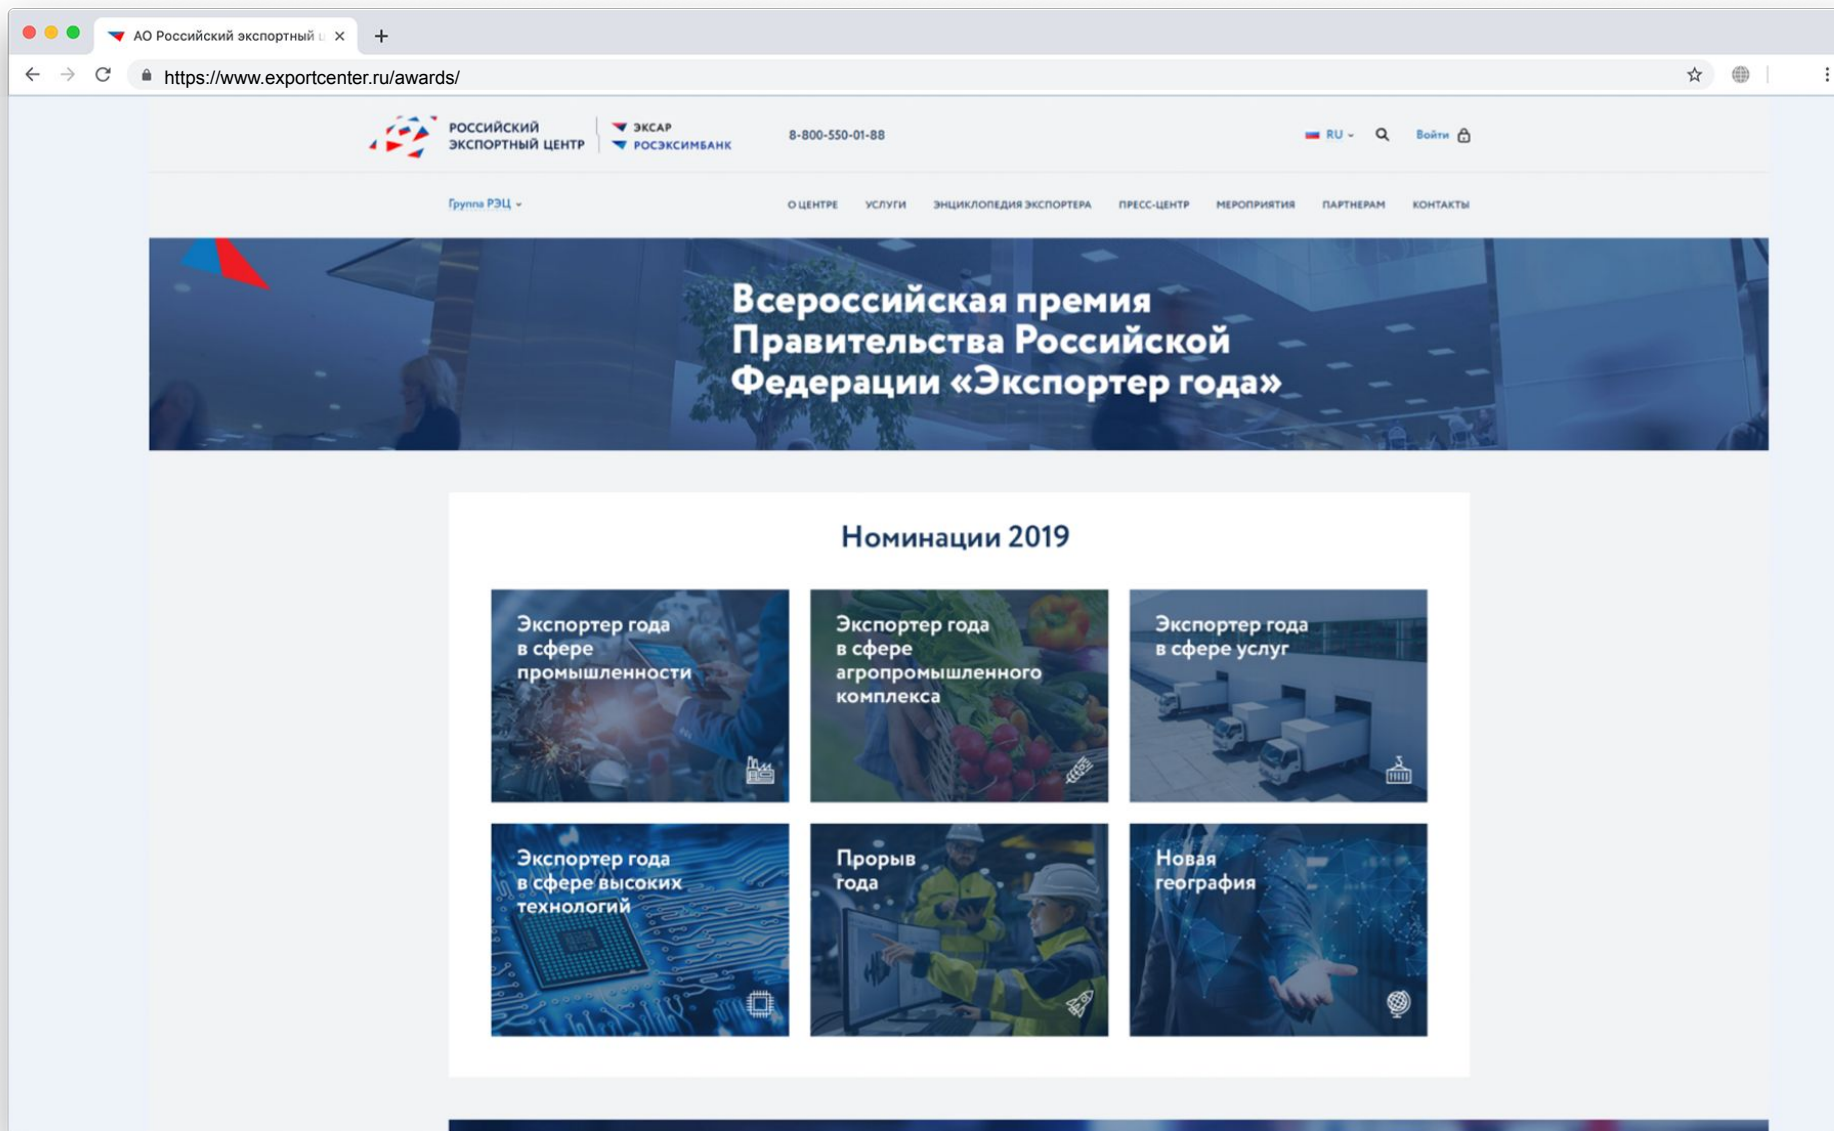 АО Российский экспортный ц
https://www.exportcenter.ru/awards/
РОССИЙСКИЙ
ЭКСПОРТНЫЙ ЦЕНТР
ЭКСАР
РОСЭКСИМБАНК
8-800-550-01-88
RU
Войти
Группа РЭЦ
О ЦЕНТРЕ УСЛУГИ ЭНЦИКЛОПЕДИЯ ЭКСПОРТЕРА ПРЕСС-ЦЕНТР МЕРОПРИЯТИЯ ПАРТНЕРАМ КОНТАКТЫ
Всероссийская премия
Правительства Российской
Федерации «Экспортер года»
Номинации 2019
Экспортер года
в сфере
промышленности
Экспортер года
в сфере
агропромышленного
комплекса
Экспортер года
в сфере услуг
Экспортер года
в сфере высоких
технологий
Прорыв
года
Новая
география